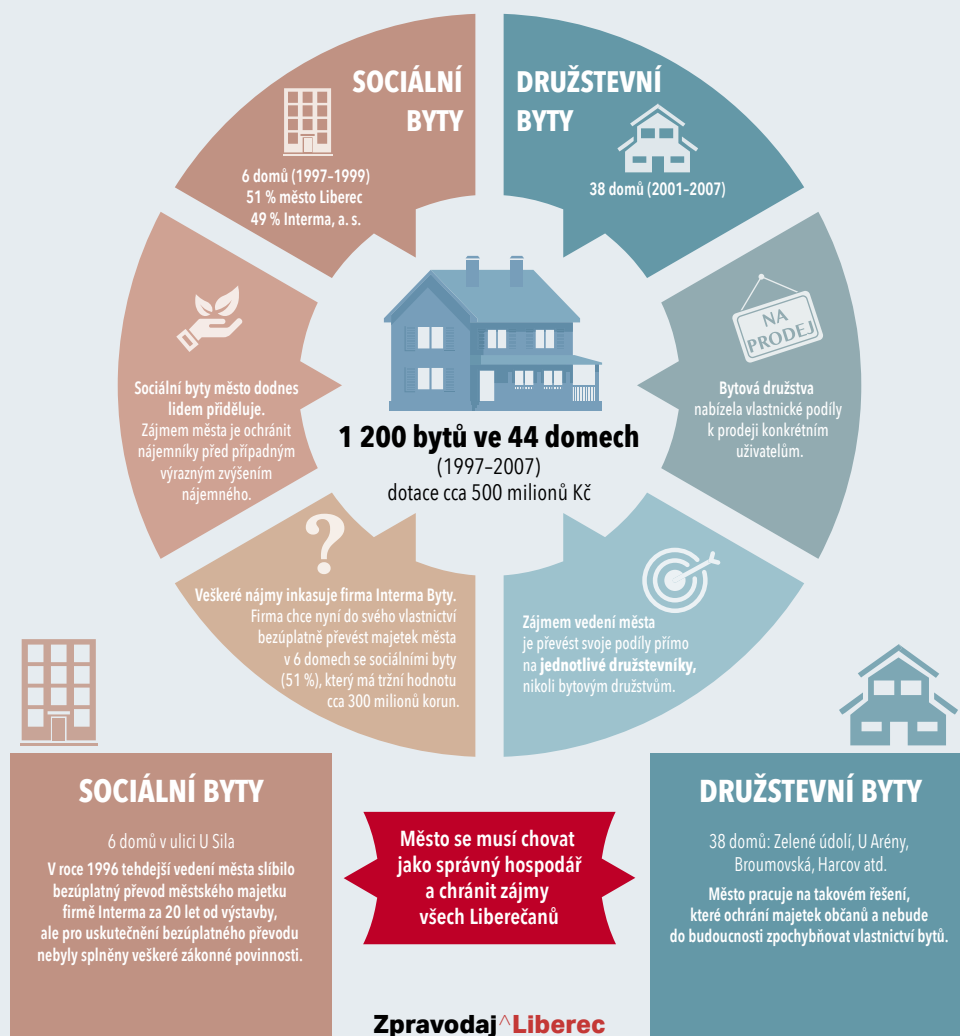 SOCIÁLNÍ
BYTY
6 domů (1997–1999)
51 % město Liberec
49 % Interma, a. s.
DRUŽSTEVNÍ
BYTY
38 domů (2001–2007)
Sociální byty město dodnes
lidem přiděluje.
Zájmem města je ochránit
nájemníky před případným
výrazným zvýšením
nájemného.
NA
PRODEJ
Bytová družstva
nabízela vlastnické podíly
k prodeji konkrétním
uživatelům.
1 200 bytů ve 44 domech
(1997–2007)
dotace cca 500 milionů Kč
?
Veškeré nájmy inkasuje firma Interma Byty.
Firma chce nyní do svého vlastnictví
bezúplatně převést majetek města
v 6 domech se sociálními byty
(51 %), který má tržní hodnotu
cca 300 milionů korun.
Zájmem vedení města
je převést svoje podíly přímo
na jednotlivé družstevníky,
nikoli bytovým družstvům.
SOCIÁLNÍ BYTY
6 domů v ulici U Sila
V roce 1996 tehdejší vedení města slíbilo
bezúplatný převod městského majetku
firmě Interma za 20 let od výstavby,
ale pro uskutečnění bezúplatného převodu
nebyly splněny veškeré zákonné povinnosti.
Město se musí chovat
jako správný hospodář
a chránit zájmy
všech Liberečanů
DRUŽSTEVNÍ BYTY
38 domů: Zelené údolí, U Arény,
Broumovská, Harcov atd.
Město pracuje na takovém řešení,
které ochrání majetek občanů a nebude
do budoucnosti zpochybňovat vlastnictví bytů.
Zpravodaj^Liberec